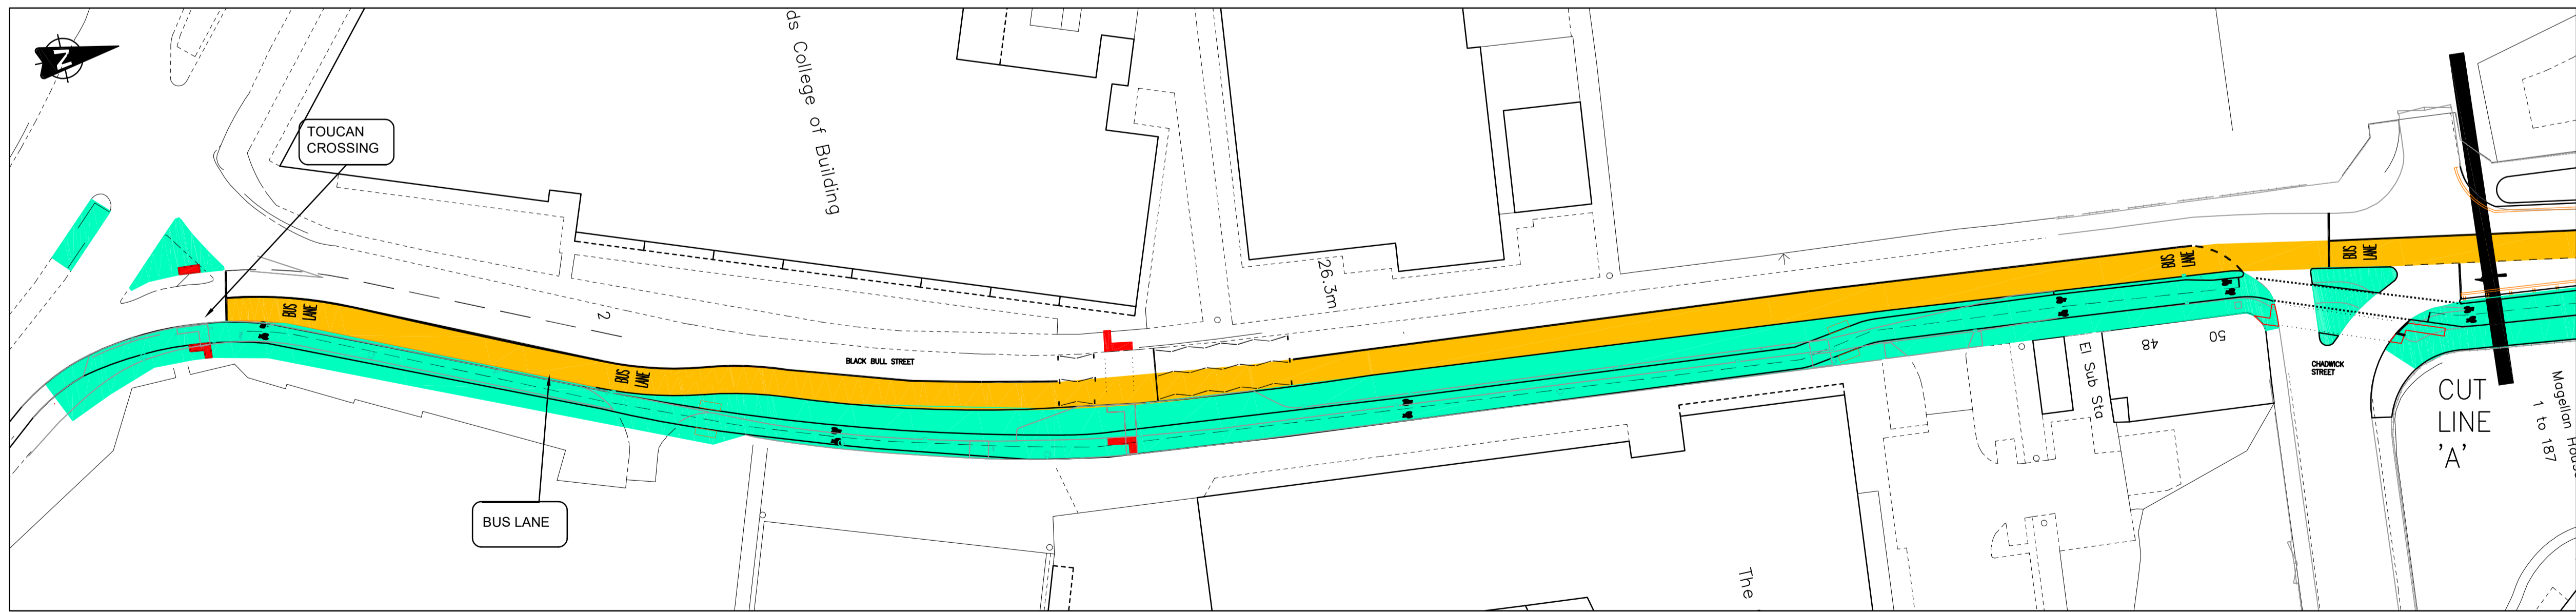 N
TOUCAN
CROSSING
ds College of Building
26.3m
2
BLACK BULL STREET
BUS
LANE
BUS
LANE
BUS
LANE
BUS
LANE
BUS LANE
El Sub Sta
48
50
CHADWICK
STREET
CUT
LINE
'A'
Magellan
1 to 187
The